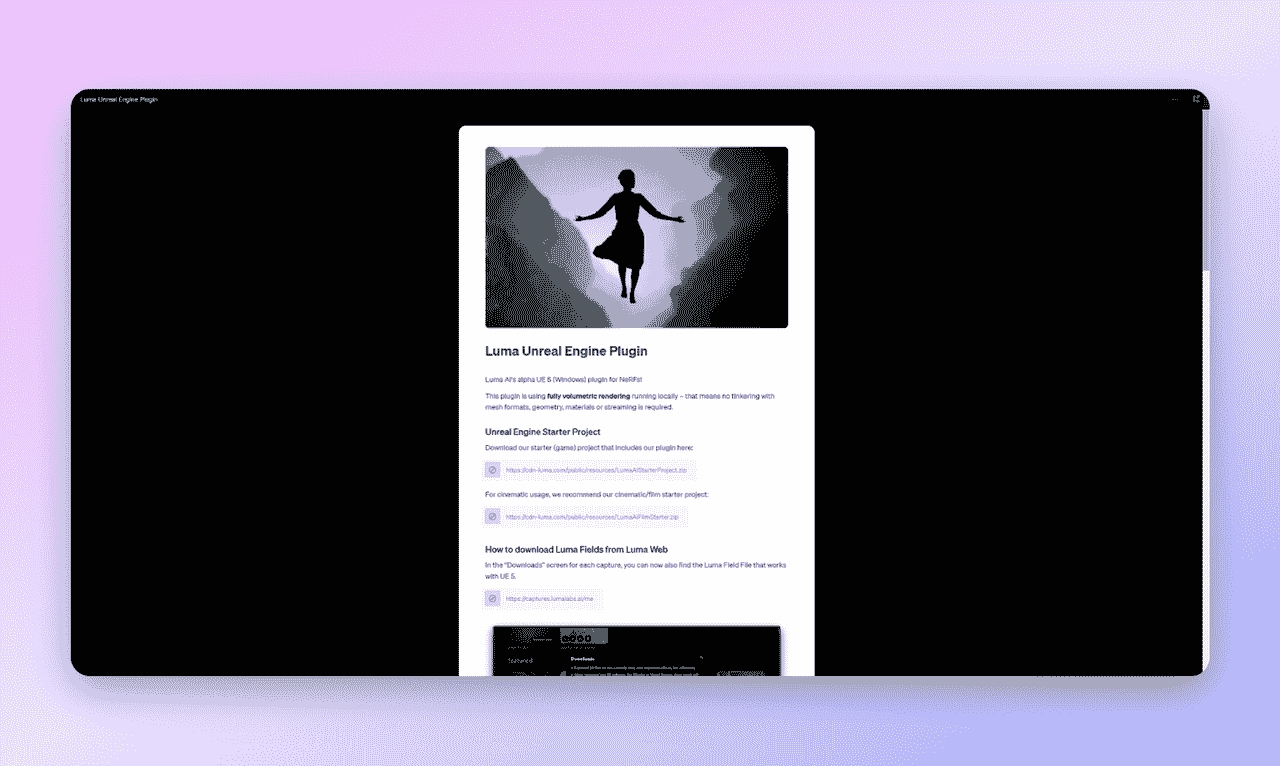 Luma Unreal Engine Plugin
Luma Unreal Engine Plugin
Luma AI's alpha UE 5 (Windows) plugin for NeRFs!
This plugin is using fully volumetric rendering running locally – that means no tinkering with
mesh formats, geometry, materials or streaming is required.
Unreal Engine Starter Project
Download our starter (game) project that includes our plugin here:
https://cdn-luma.com/public/resources/LumaAIStarterProject.zip
For cinematic usage, we recommend our cinematic/film starter project:
https://cdn-luma.com/public/resources/LumaAIFilmStarter.zip
How to download Luma Fields from Luma Web
In the "Downloads" screen for each capture, you can now also find the Luma Field File that works
with UE 5.
https://captures.lumalabs.ai/me
featured
Downloads